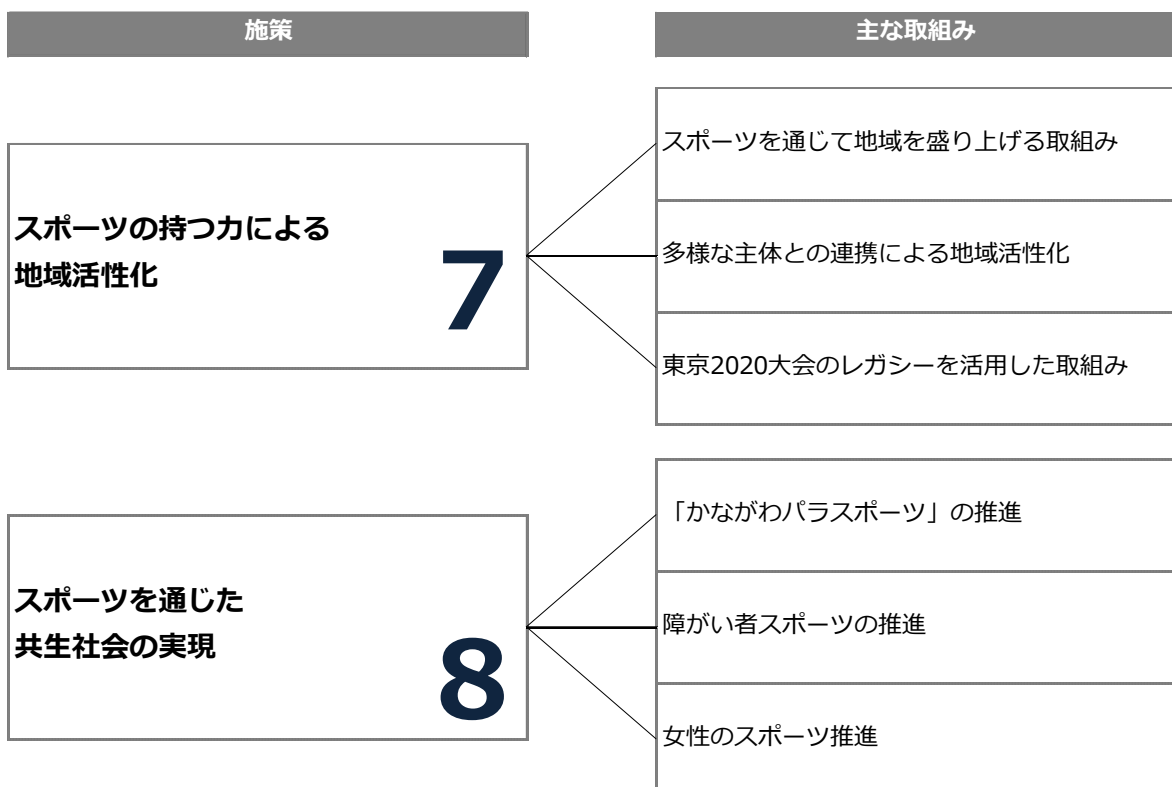 施策
主な取組み
スポーツの持つ力による
地域活性化
7
スポーツを通じて地域を盛り上げる取組み
多様な主体との連携による地域活性化
東京2020大会のレガシーを活用した取組み
スポーツを通じた
共生社会の実現
8
「かながわパラスポーツ」の推進
障がい者スポーツの推進
女性のスポーツ推進